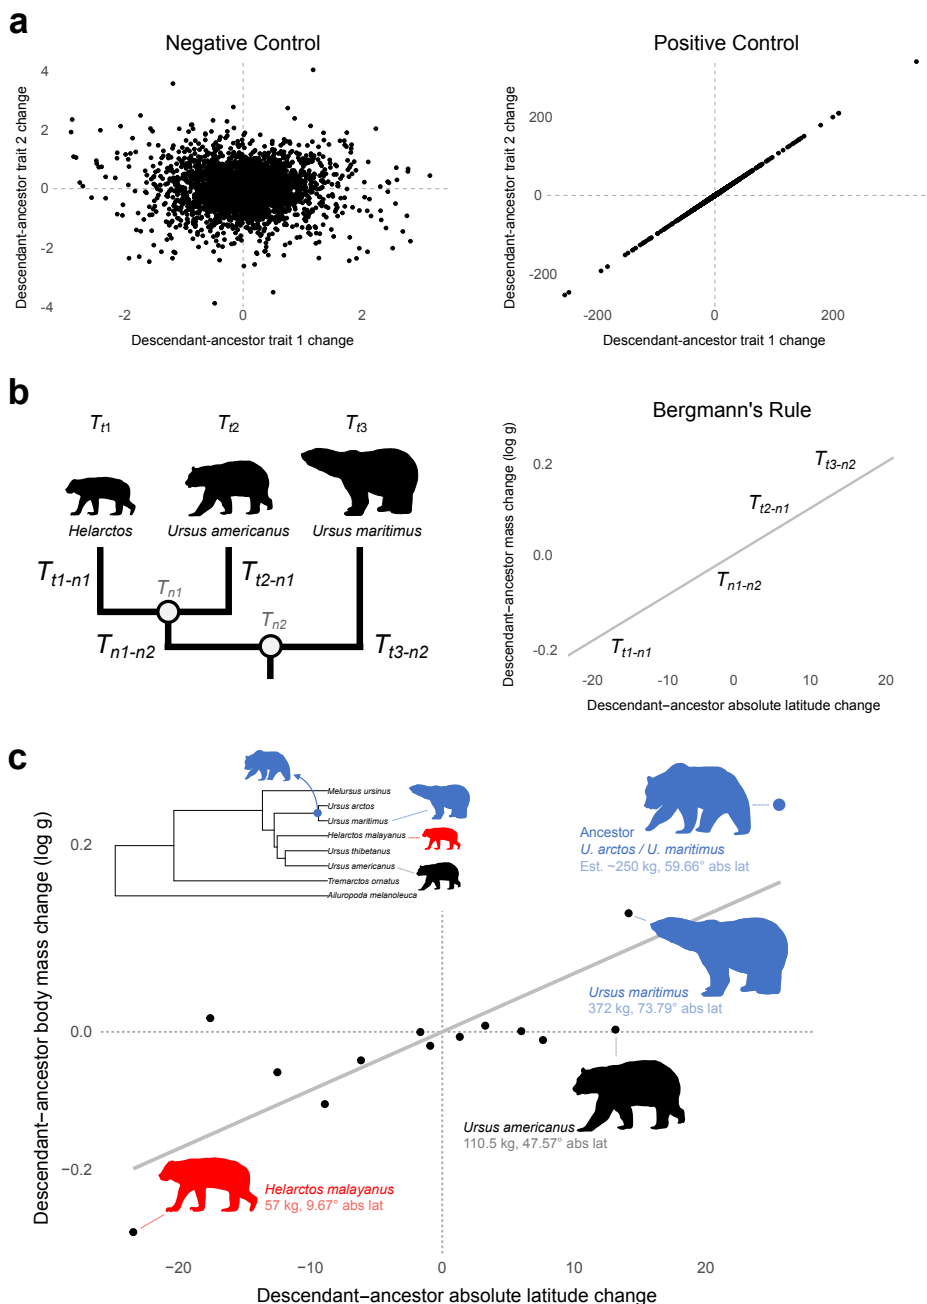 a
Negative Control
Descendant-ancestor trait 2 change
4
2
0
-2
-4
-2
0
2
Descendant-ancestor trait 1 change
Positive Control
Descendant-ancestor trait 2 change
200
0
-200
-200
0
200
Descendant-ancestor trait 1 change
b
Tt1
Tt2
Tt3
Helarctos
Ursus americanus
Ursus maritimus
Tt1-n1
Tn1
Tt2-n1
Tn1-n2
Tn2
Tt3-n2
Bergmann's Rule
Descendant–ancestor mass change (log g)
0.2
0.0
-0.2
Tt3-n2
Tt2-n1
Tn1-n2
Tt1-n1
-20
-10
0
10
20
Descendant–ancestor absolute latitude change
c
Melursus ursinus
Ursus arctos
Ursus maritimus
Helarctos malayanus
Ursus thibetanus
Ursus americanus
Tremarctos ornatus
Ailuropoda melanoleuca
Ancestor
U. arctos / U. maritimus
Est. ~250 kg, 59.66° abs lat
Ursus maritimus
372 kg, 73.79° abs lat
Ursus americanus
110.5 kg, 47.57° abs lat
Helarctos malayanus
57 kg, 9.67° abs lat
Descendant–ancestor body mass change (log g)
0.2
0.0
−0.2
−20
−10
0
10
20
Descendant–ancestor absolute latitude change